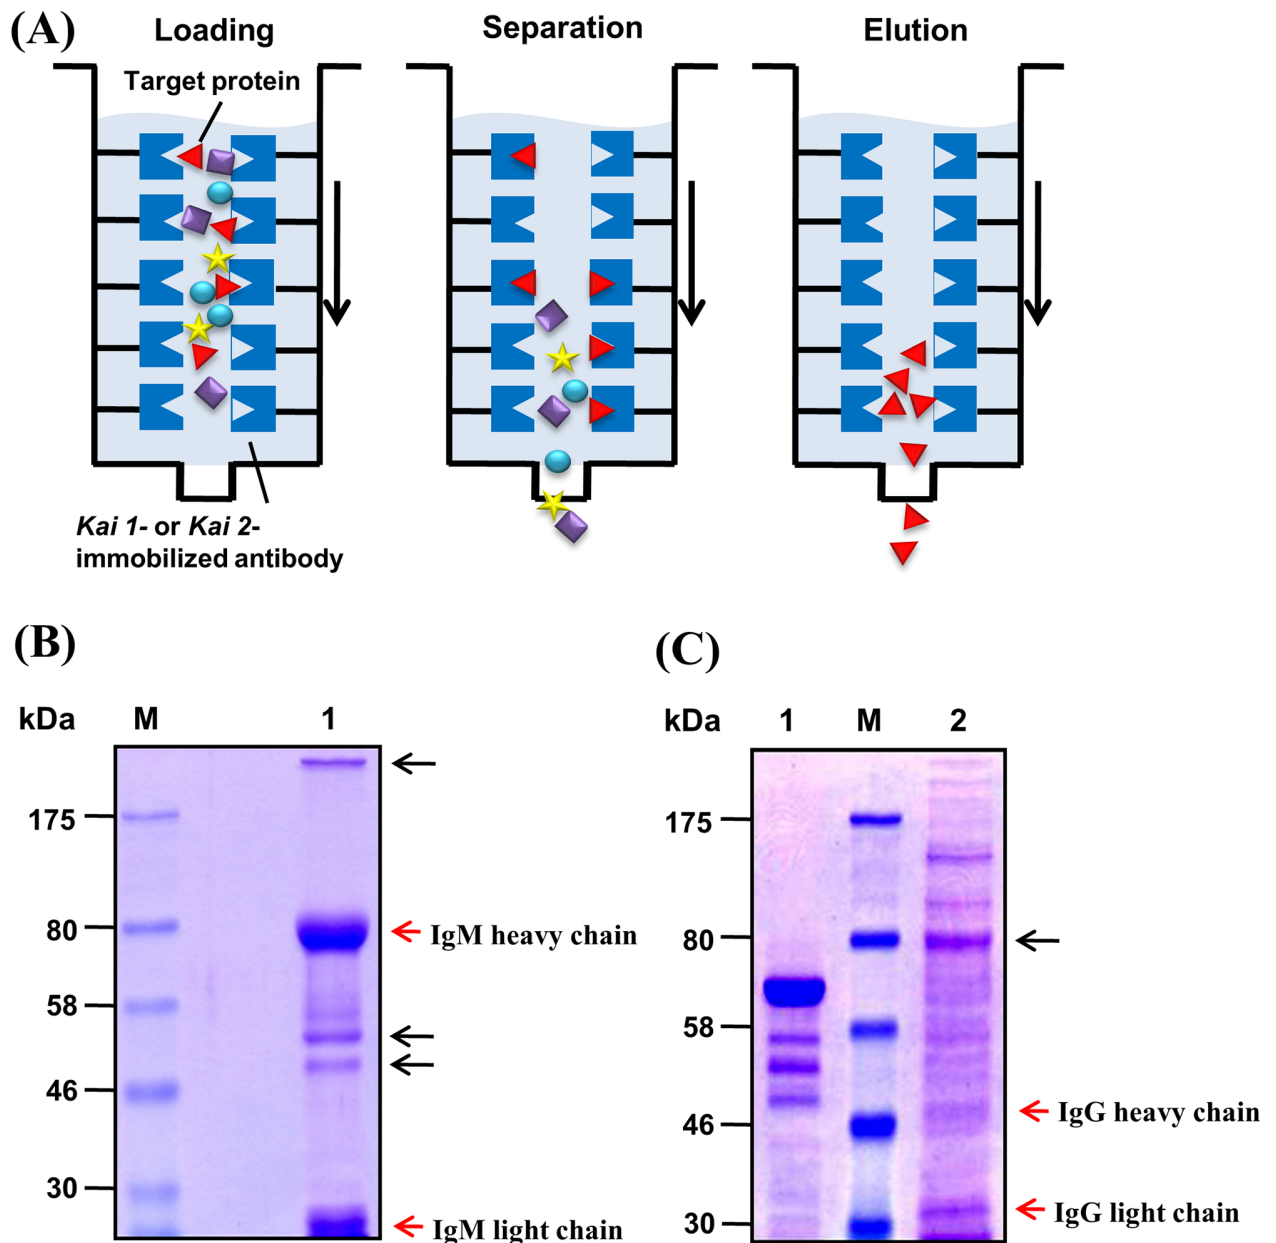 (A)
Loading
Separation
Elution
Target protein
Kai 1- or Kai 2-
immobilized antibody
(B)
kDa
M
1
175
80
IgM heavy chain
58
46
30
IgM light chain
(C)
kDa
1
M
2
175
80
58
46
IgG heavy chain
30
IgG light chain